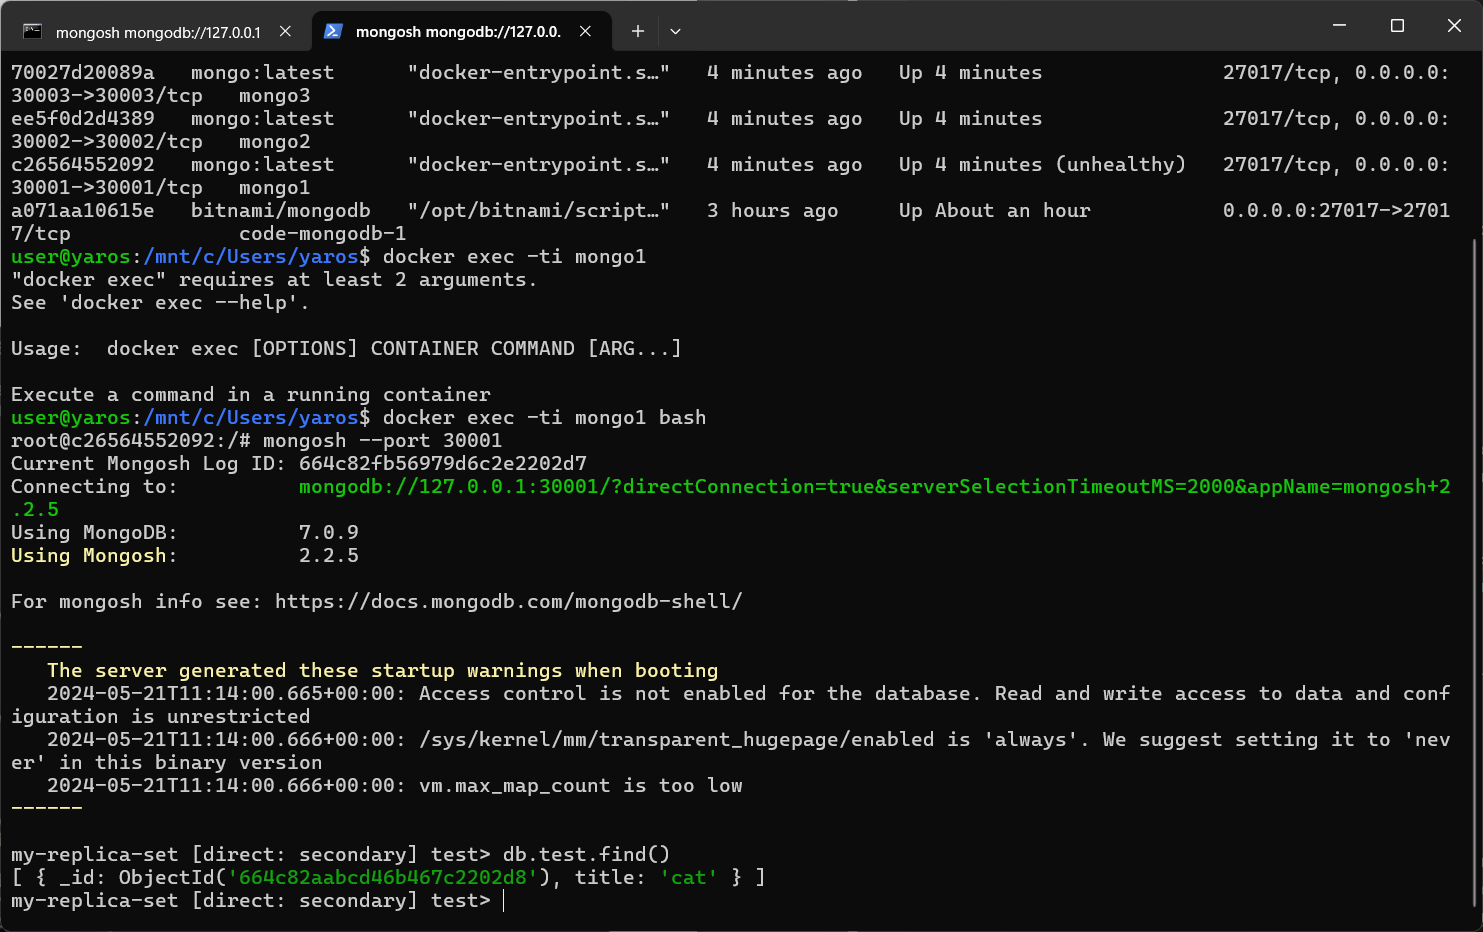 mongosh mongodb://127.0.0.1
mongosh mongodb://127.0.0.
70027d20089a   mongo:latest      "docker-entrypoint.s…"   4 minutes ago   Up 4 minutes               27017/tcp, 0.0.0.0:
30003->30003/tcp   mongo3
ee5f0d2d4389   mongo:latest      "docker-entrypoint.s…"   4 minutes ago   Up 4 minutes               27017/tcp, 0.0.0.0:
30002->30002/tcp   mongo2
c26564552092   mongo:latest      "docker-entrypoint.s…"   4 minutes ago   Up 4 minutes (unhealthy)   27017/tcp, 0.0.0.0:
30001->30001/tcp   mongo1
a071aa10615e   bitnami/mongodb   "/opt/bitnami/script…"   3 hours ago     Up About an hour           0.0.0.0:27017->2701
7/tcp              code-mongodb-1
user@yaros:/mnt/c/Users/yaros$ docker exec -ti mongo1
"docker exec" requires at least 2 arguments.
See 'docker exec --help'.
Usage:  docker exec [OPTIONS] CONTAINER COMMAND [ARG...]
Execute a command in a running container
user@yaros:/mnt/c/Users/yaros$ docker exec -ti mongo1 bash
root@c26564552092:/# mongosh --port 30001
Current Mongosh Log ID: 664c82fb56979d6c2e2202d7
Connecting to:          mongodb://127.0.0.1:30001/?directConnection=true&serverSelectionTimeoutMS=2000&appName=mongosh+2
.2.5
Using MongoDB:          7.0.9
Using Mongosh:          2.2.5
For mongosh info see: https://docs.mongodb.com/mongodb-shell/
------
   The server generated these startup warnings when booting
   2024-05-21T11:14:00.665+00:00: Access control is not enabled for the database. Read and write access to data and conf
iguration is unrestricted
   2024-05-21T11:14:00.666+00:00: /sys/kernel/mm/transparent_hugepage/enabled is 'always'. We suggest setting it to 'nev
er' in this binary version
   2024-05-21T11:14:00.666+00:00: vm.max_map_count is too low
------
my-replica-set [direct: secondary] test> db.test.find()
[ { _id: ObjectId('664c82aabcd46b467c2202d8'), title: 'cat' } ]
my-replica-set [direct: secondary] test>